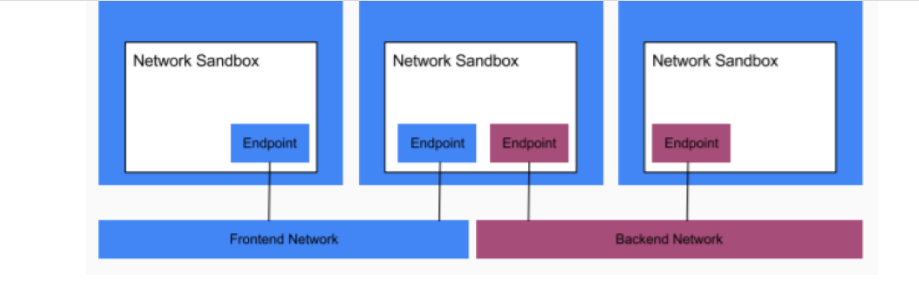 Network Sandbox
Network Sandbox
Network Sandbox
Endpoint
Endpoint
Endpoint
Endpoint
Frontend Network
Backend Network